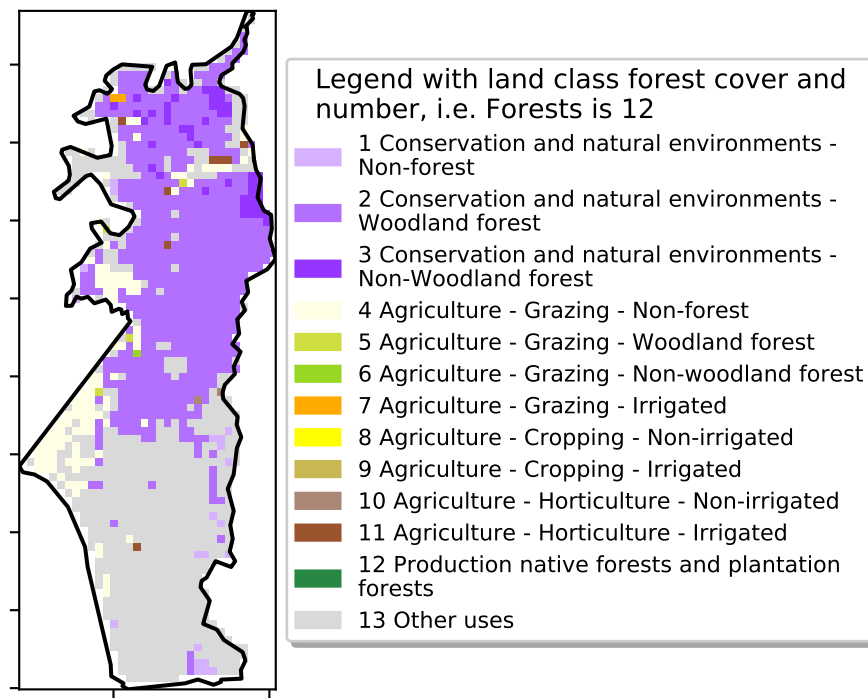 Legend with land class forest cover and
number, i.e. Forests is 12
1 Conservation and natural environments -
Non-forest
2 Conservation and natural environments -
Woodland forest
3 Conservation and natural environments -
Non-Woodland forest
4 Agriculture - Grazing - Non-forest
5 Agriculture - Grazing - Woodland forest
6 Agriculture - Grazing - Non-woodland forest
7 Agriculture - Grazing - Irrigated
8 Agriculture - Cropping - Non-irrigated
9 Agriculture - Cropping - Irrigated
10 Agriculture - Horticulture - Non-irrigated
11 Agriculture - Horticulture - Irrigated
12 Production native forests and plantation
forests
13 Other uses